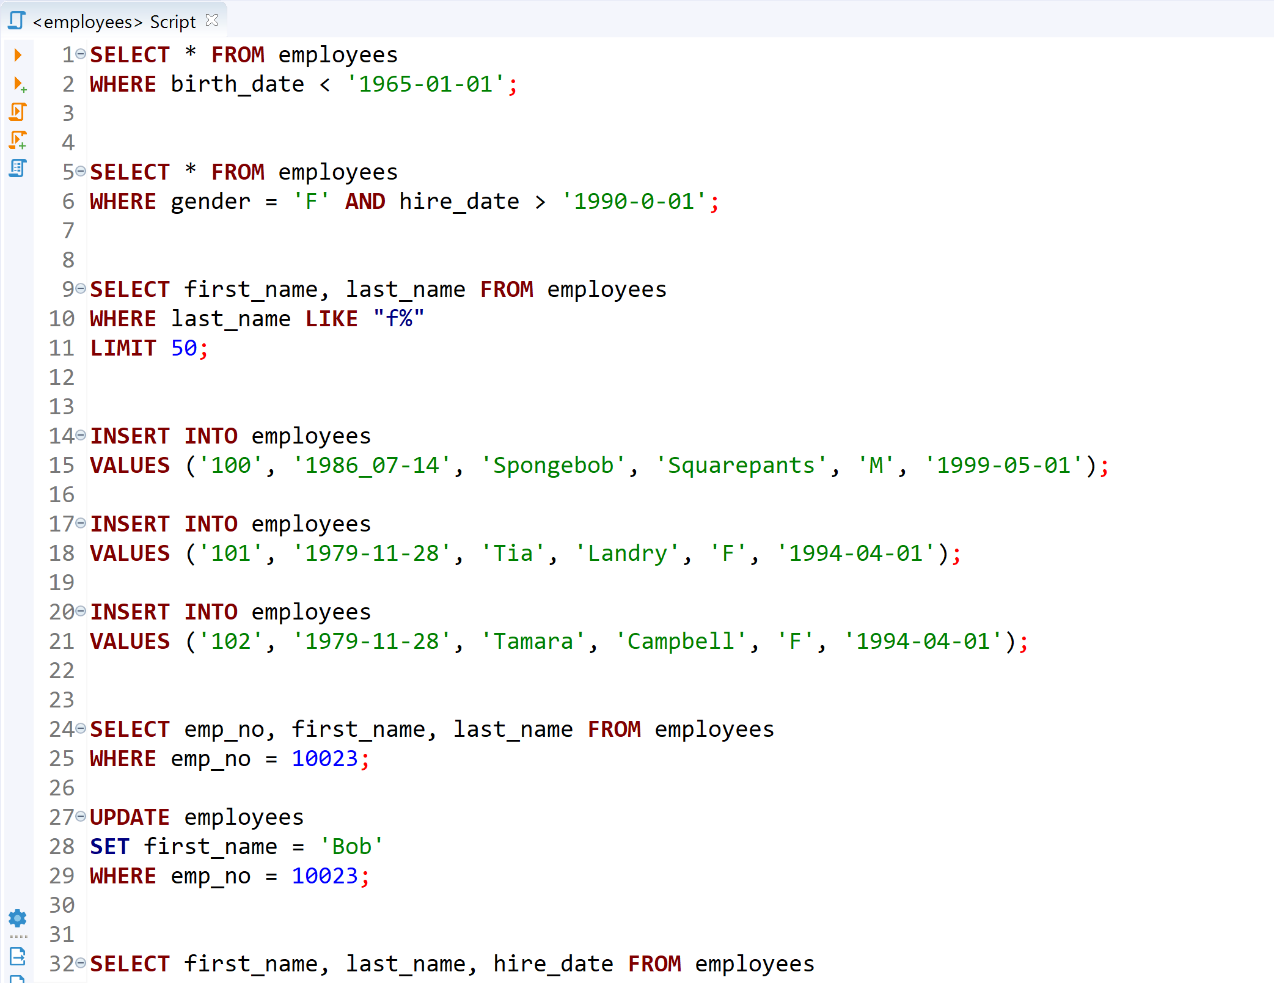 <employees> Script
1 SELECT * FROM employees
2 WHERE birth_date < '1965-01-01';
3
4
5 SELECT * FROM employees
6 WHERE gender = 'F' AND hire_date > '1990-0-01';
7
8
9 SELECT first_name, last_name FROM employees
10 WHERE last_name LIKE "f%"
11 LIMIT 50;
12
13
14 INSERT INTO employees
15 VALUES ('100', '1986_07-14', 'Spongebob', 'Squarepants', 'M', '1999-05-01');
16
17 INSERT INTO employees
18 VALUES ('101', '1979-11-28', 'Tia', 'Landry', 'F', '1994-04-01');
19
20 INSERT INTO employees
21 VALUES ('102', '1979-11-28', 'Tamara', 'Campbell', 'F', '1994-04-01');
22
23
24 SELECT emp_no, first_name, last_name FROM employees
25 WHERE emp_no = 10023;
26
27 UPDATE employees
28 SET first_name = 'Bob'
29 WHERE emp_no = 10023;
30
31
32 SELECT first_name, last_name, hire_date FROM employees